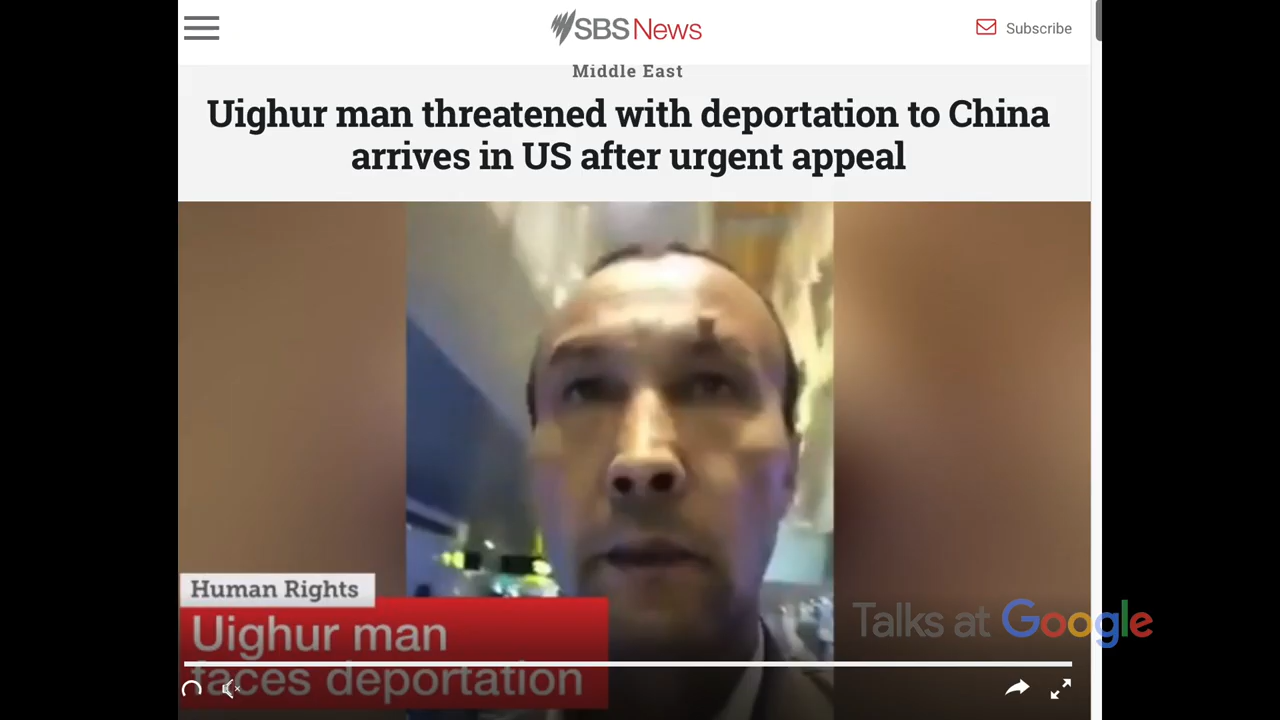 SBS News
Subscribe
Middle East
Uighur man threatened with deportation to China
arrives in US after urgent appeal
Human Rights
Uighur man
faces deportation
Talks at Google